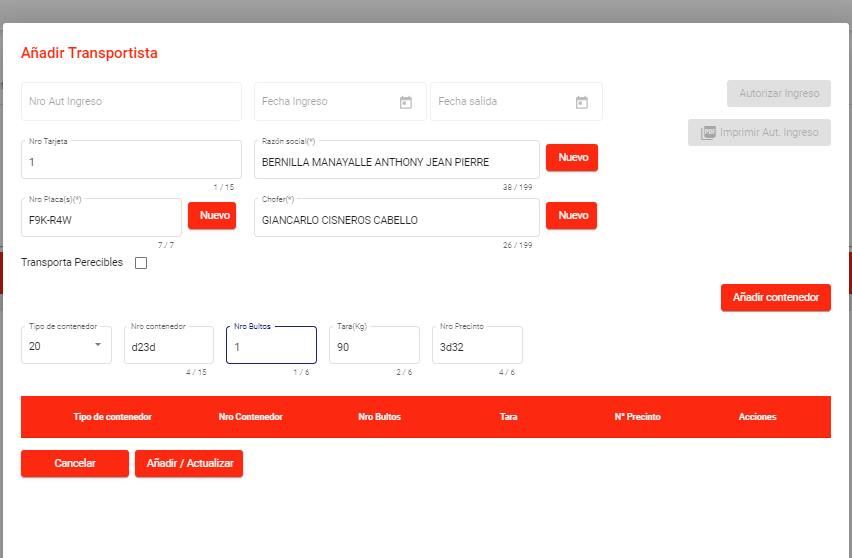 Añadir Transportista
Nro Aut Ingreso
Fecha Ingreso
Fecha salida
Autorizar Ingreso
PDF Imprimir Aut. Ingreso
Nro Tarjeta
1
1 / 15
Razón social(*)
BERNILLA MANAYALLE ANTHONY JEAN PIERRE
38 / 199
Nuevo
Nro Placa(s)(*)
F9K-R4W
7 / 7
Nuevo
Chofer(*)
GIANCARLO CISNEROS CABELLO
26 / 199
Nuevo
Transporta Perecibles
Añadir contenedor
Tipo de contenedor
20
Nro contenedor
d23d
4 / 15
Nro Bultos
1
1 / 6
Tara(Kg)
90
2 / 6
Nro Precinto
3d32
4 / 6
Tipo de contenedor Nro Contenedor Nro Bultos Tara N° Precinto Acciones
Cancelar Añadir / Actualizar